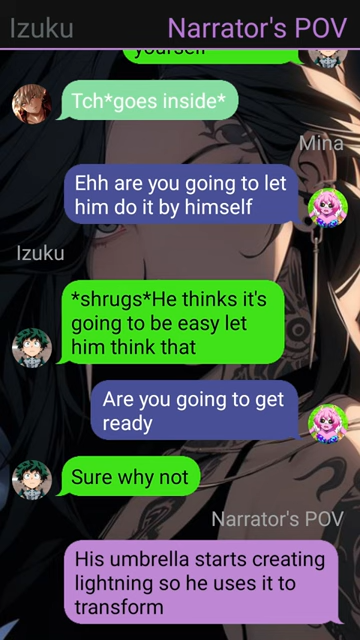 Izuku
Narrator's POV
yourself
Tch*goes inside*
Mina
Ehh are you going to let
him do it by himself
Izuku
*shrugs*He thinks it's
going to be easy let
him think that
Are you going to get
ready
Sure why not
Narrator's POV
His umbrella starts creating
lightning so he uses it to
transform